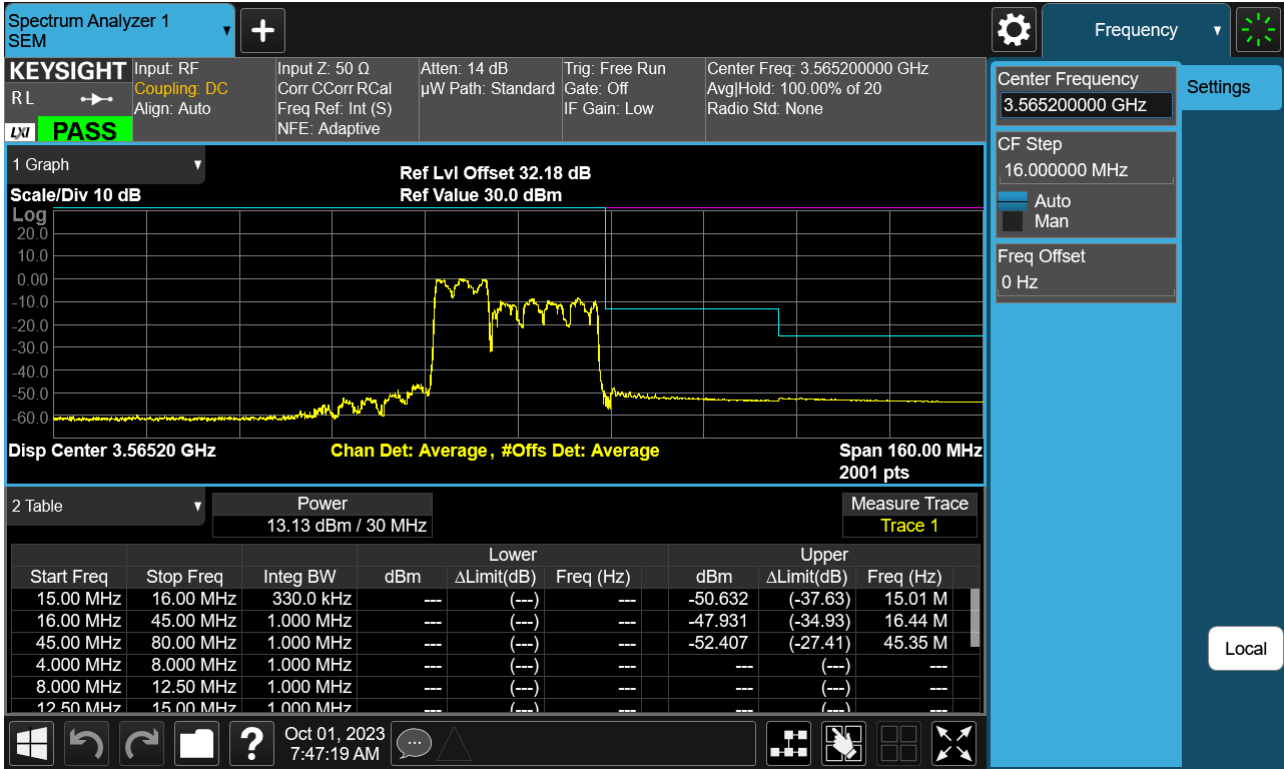 Spectrum Analyzer 1
SEM
Frequency
KEYSIGHT
R L
LXI
PASS
Input: RF
Coupling: DC
Align: Auto
Input Z: 50 Ω
Corr CCorr RCal
Freq Ref: Int (S)
NFE: Adaptive
Atten: 14 dB
µW Path: Standard
Trig: Free Run
Gate: Off
IF Gain: Low
Center Freq: 3.565200000 GHz
Avg|Hold: 100.00% of 20
Radio Std: None
Center Frequency
3.565200000 GHz
Settings
CF Step
16.000000 MHz
Auto
Man
Freq Offset
0 Hz
Local
1 Graph
Scale/Div 10 dB
Ref Lvl Offset 32.18 dB
Ref Value 30.0 dBm
Log
20.0
10.0
0.00
-10.0
-20.0
-30.0
-40.0
-50.0
-60.0
Disp Center 3.56520 GHz
Chan Det: Average , #Offs Det: Average
Span 160.00 MHz
2001 pts
2 Table
Power
13.13 dBm / 30 MHz
Measure Trace
Trace 1
Lower Upper
Start Freq Stop Freq Integ BW dBm ΔLimit(dB) Freq (Hz) dBm ΔLimit(dB) Freq (Hz)
15.00 MHz 16.00 MHz 330.0 kHz --- (---) --- -50.632 (-37.63) 15.01 M
16.00 MHz 45.00 MHz 1.000 MHz --- (---) --- -47.931 (-34.93) 16.44 M
45.00 MHz 80.00 MHz 1.000 MHz --- (---) --- -52.407 (-27.41) 45.35 M
4.000 MHz 8.000 MHz 1.000 MHz --- (---) --- --- (---) ---
8.000 MHz 12.50 MHz 1.000 MHz --- (---) --- --- (---) ---
12.50 MHz 15.00 MHz 1.000 MHz --- (---) --- --- (---) ---
?
Oct 01, 2023
7:47:19 AM